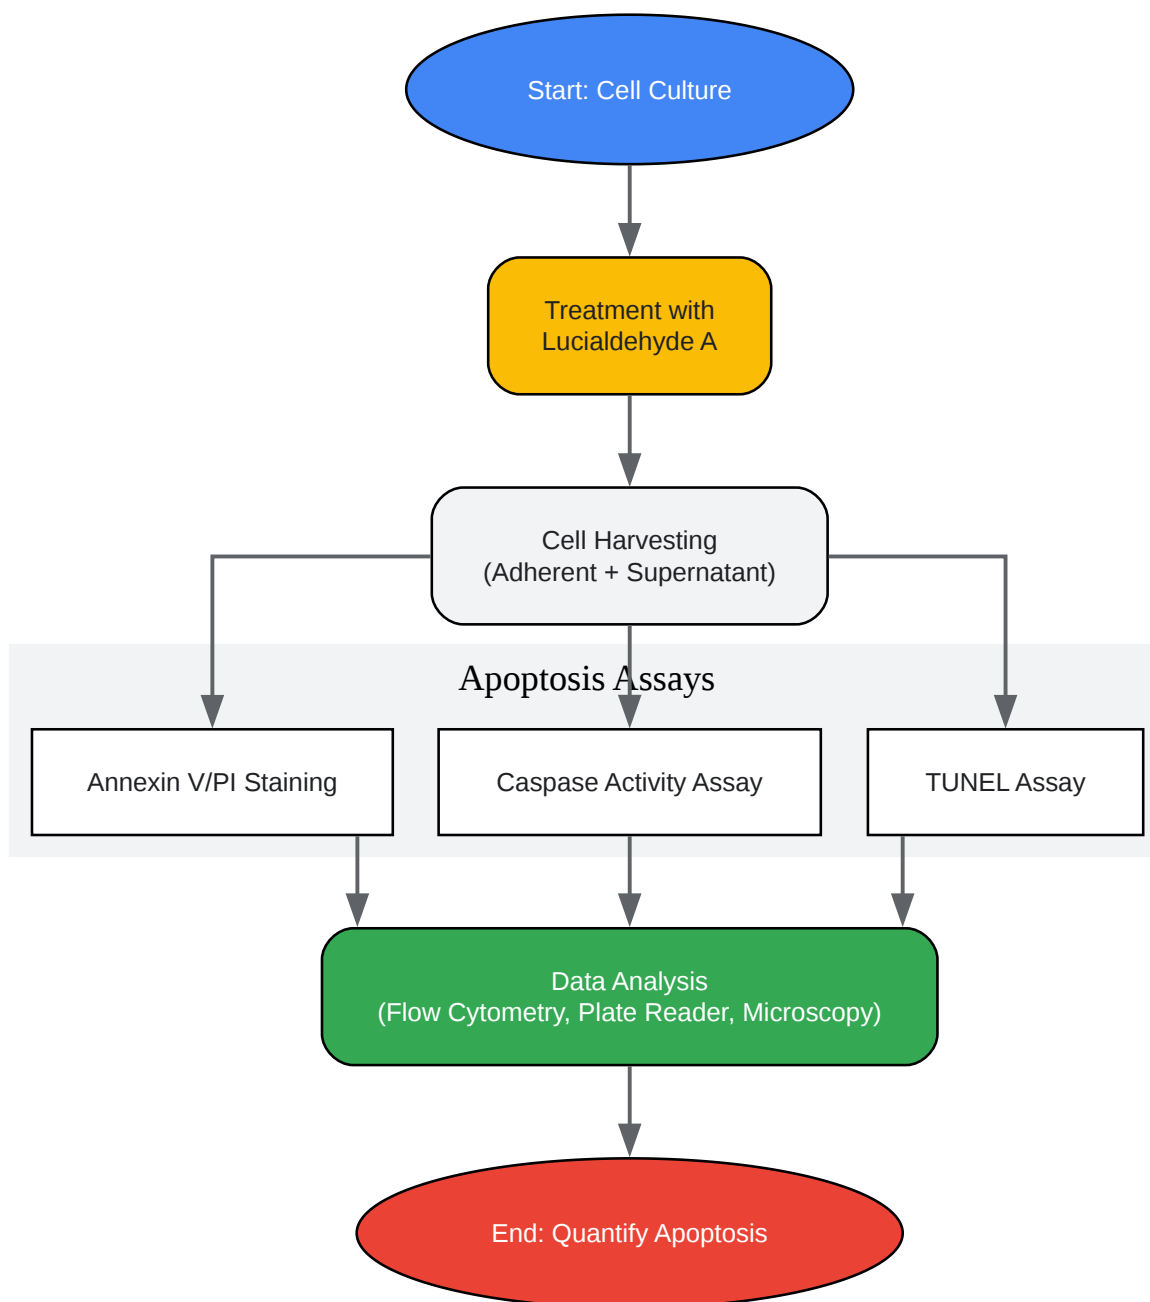 Start: Cell Culture
Treatment with
Lucialdehyde A
Cell Harvesting
(Adherent + Supernatant)
Apoptosis Assays
Annexin V/PI Staining
Caspase Activity Assay
TUNEL Assay
Data Analysis
(Flow Cytometry, Plate Reader, Microscopy)
End: Quantify Apoptosis